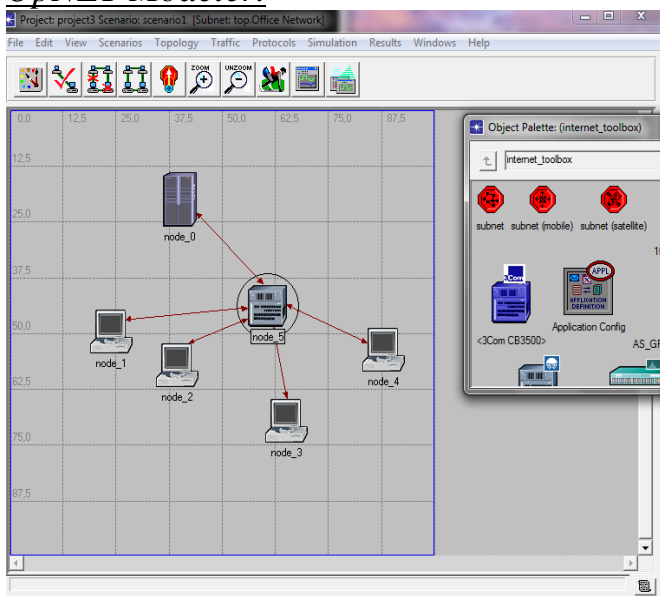 OpNET Modeler:
Project: project3 Scenario: scenario1 [Subnet: top.Office Network]
File Edit View Scenarios Topology Traffic Protocols Simulation Results Windows Help
ZOOM UNZOOM
0,0 12,5 25,0 37,5 50,0 62,5 75,0 87,5
Object Palette: (internet_toolbox)
internet_toolbox
12,5
25,0
subnet subnet (mobile) subnet (satellite)
node_0
37,5
3Com
APPL
APPLICATION
DEFINITION
Application Config
<3Com CB3500>
50,0
node_5
node_1
node_4
node_2
62,5
75,0
node_3
87,5